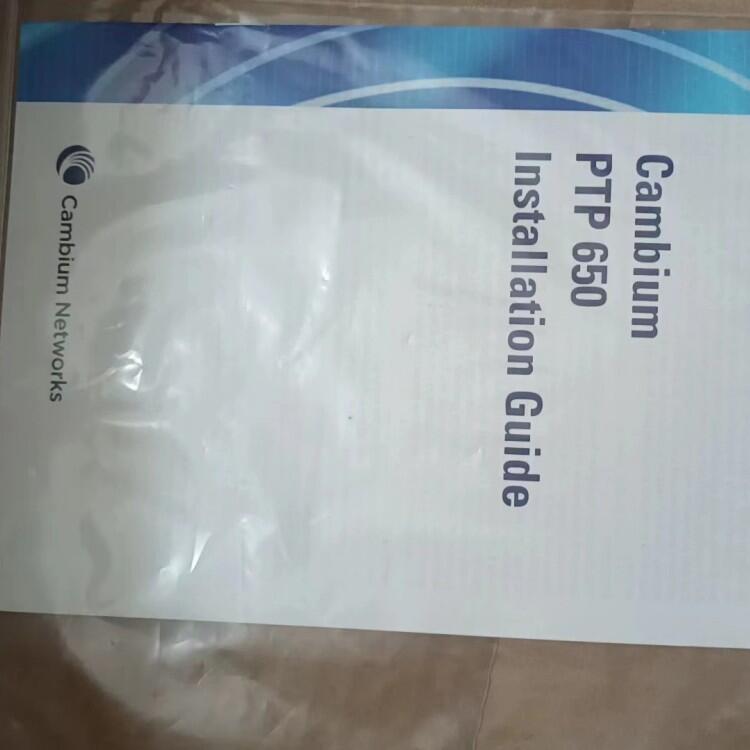 Cambium
PTP 650
Installation Guide
Cambium Networks